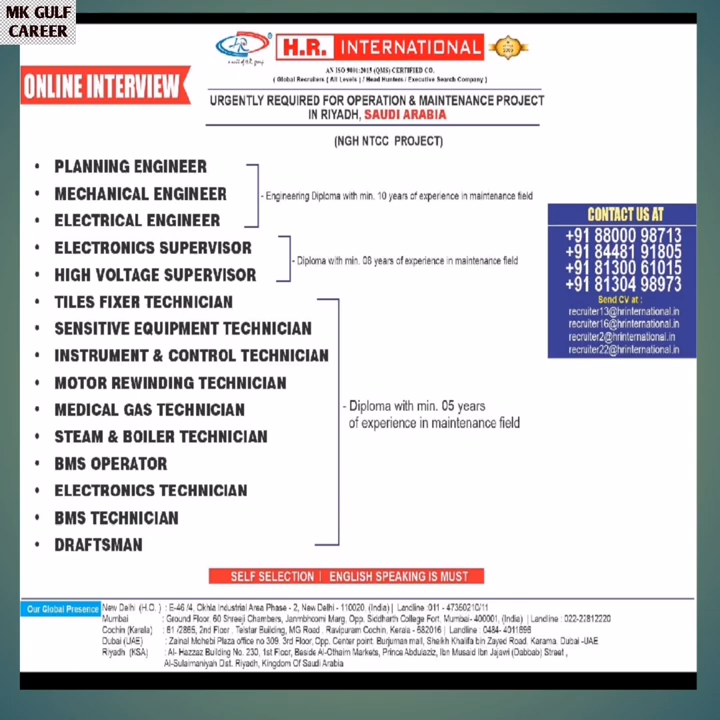 MK GULF
CAREER
ONLINE INTERVIEW
H.R. INTERNATIONAL
AN ISO 9001:2015 (QMS) CERTIFIED CO.
( Global Recruiters ( All Levels ) / Head Hunters / Executive Search Company )
URGENTLY REQUIRED FOR OPERATION & MAINTENANCE PROJECT
IN RIYADH, SAUDI ARABIA
(NGH NTCC PROJECT)
• PLANNING ENGINEER
• MECHANICAL ENGINEER
• ELECTRICAL ENGINEER
- Engineering Diploma with min. 10 years of experience in maintenance field
• ELECTRONICS SUPERVISOR
• HIGH VOLTAGE SUPERVISOR
- Diploma with min. 08 years of experience in maintenance field
• TILES FIXER TECHNICIAN
• SENSITIVE EQUIPMENT TECHNICIAN
• INSTRUMENT & CONTROL TECHNICIAN
• MOTOR REWINDING TECHNICIAN
• MEDICAL GAS TECHNICIAN
• STEAM & BOILER TECHNICIAN
• BMS OPERATOR
• ELECTRONICS TECHNICIAN
• BMS TECHNICIAN
• DRAFTSMAN
- Diploma with min. 05 years
of experience in maintenance field
CONTACT US AT
+91 88000 98713
+91 84481 91805
+91 81300 61015
+91 81304 98973
Send CV at :
recruiter13@hrinternational.in
recruiter16@hrinternational.in
recruiter2@hrinternational.in
recruiter22@hrinternational.in
SELF SELECTION | ENGLISH SPEAKING IS MUST
Our Global Presence
New Delhi (H.O.) : E-46 /4, Okhla Industrial Area Phase - 2, New Delhi - 110020. (India) | Landline :011 - 47350210/11
Mumbai : Ground Floor, 60 Shreeji Chambers, Janmbhoomi Marg, Opp. Siddharth College Fort, Mumbai- 400001, (India) | Landline : 022-22812220
Cochin (Kerala) : 61 /2865, 2nd Floor , Telstar Building, MG Road , Ravipuram Cochin, Kerala - 682016 | Landline : 0484- 4011898
Dubai (UAE) : Zainal Mohebi Plaza office no 309, 3rd Floor, Opp. Center point, Burjuman mall, Sheikh Khalifa bin Zayed Road, Karama, Dubai -UAE
Riyadh (KSA) : Al- Hazzaz Building No. 230, 1st Floor, Beside Al-Othaim Markets, Prince Abdulaziz, Ibn Musaid Ibn Jajawi (Dabbab) Street ,
Al-Sulaimaniyah Dst. Riyadh, Kingdom Of Saudi Arabia